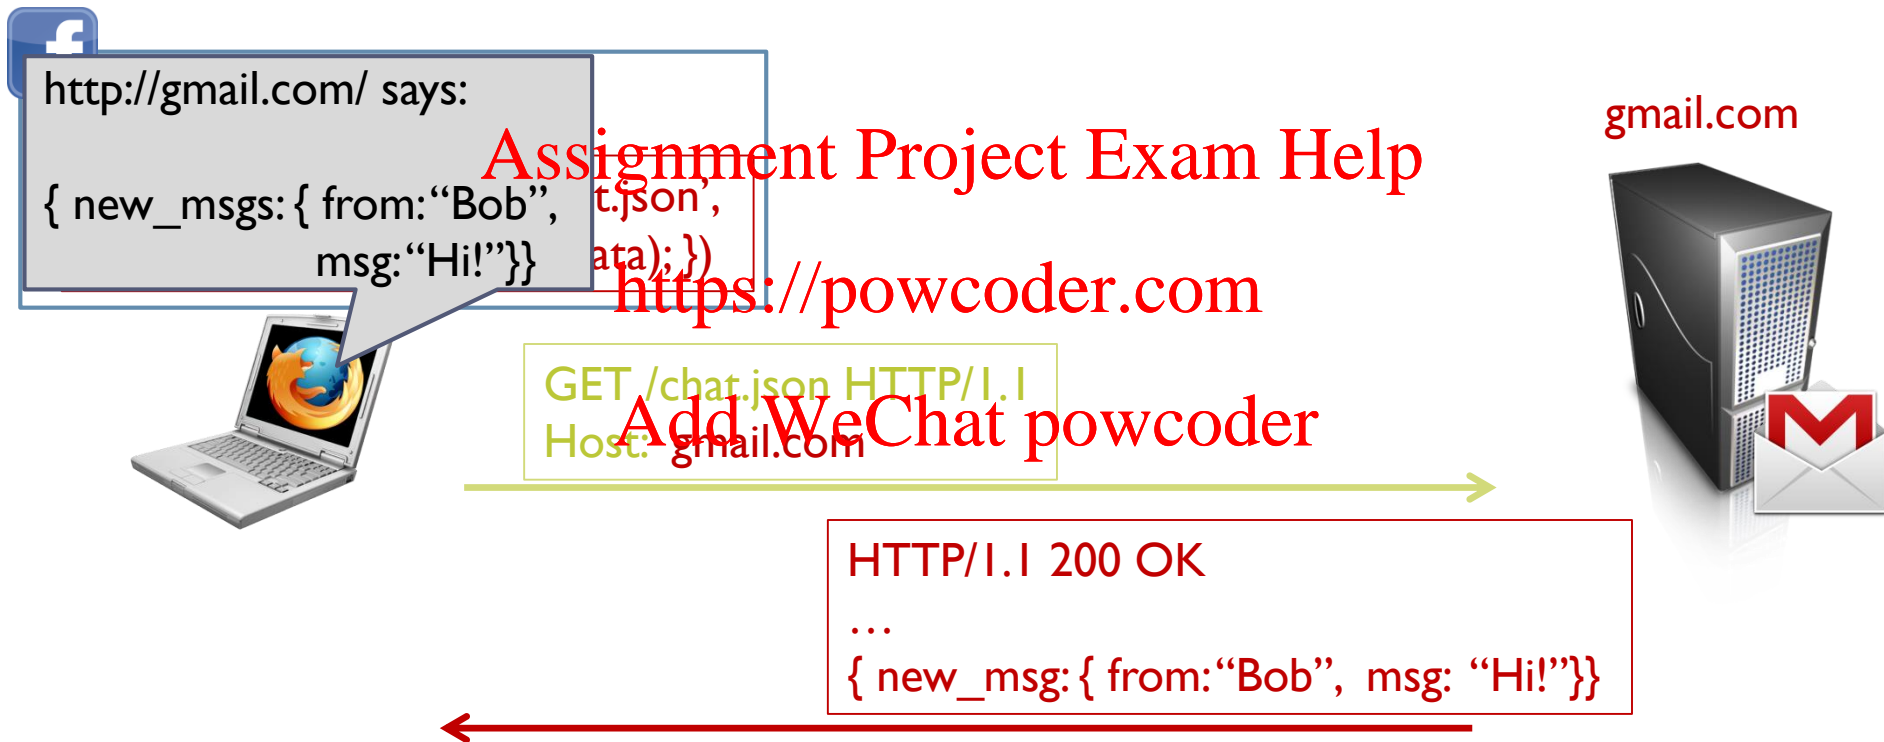 f
http://gmail.com/ says:
{ new_msgs: { from: “Bob”,
msg: “Hi!”}}
t.json’,
ata); })
gmail.com
Assignment Project Exam Help
https://powcoder.com
Add WeChat powcoder
GET /chat.json HTTP/1.1
Host: gmail.com
HTTP/1.1 200 OK
…
{ new_msg: { from: “Bob”, msg: “Hi!”}}
M